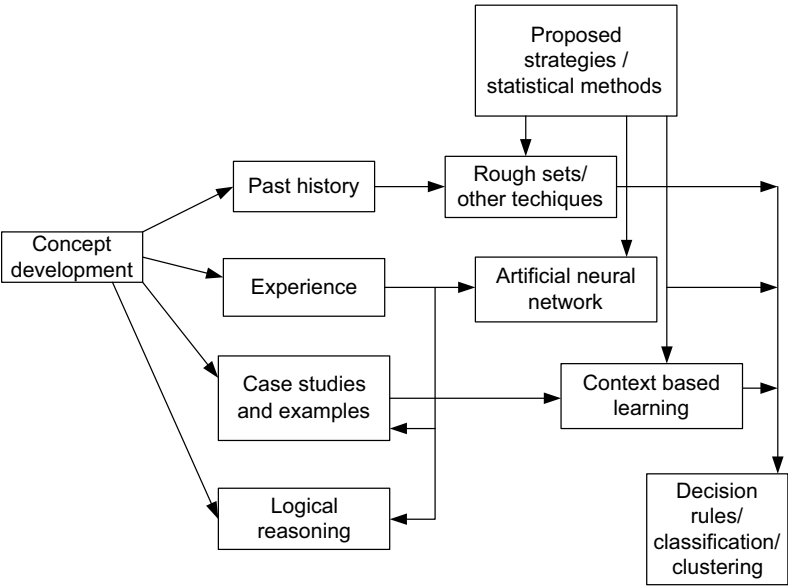 Proposed
strategies /
statistical methods
Past history
Rough sets/
other techiques
Concept
development
Experience
Artificial neural
network
Case studies
and examples
Context based
learning
Logical
reasoning
Decision
rules/
classification/
clustering